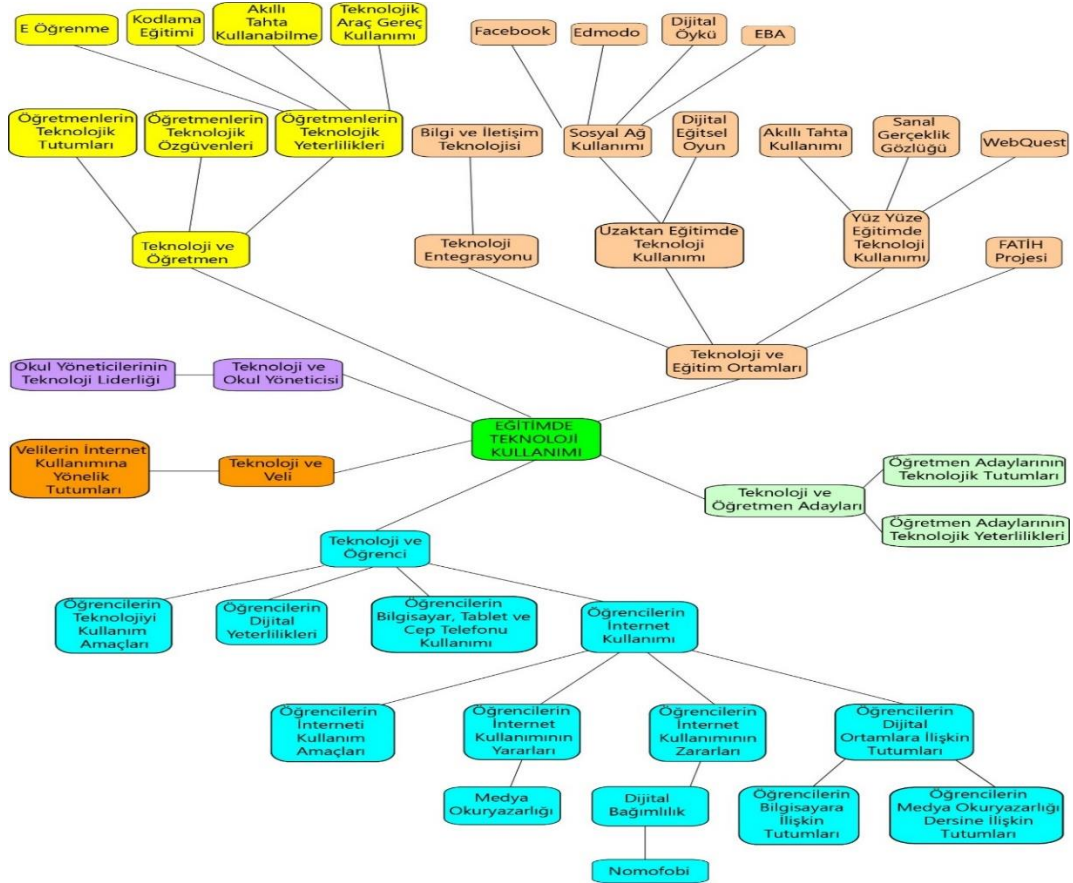 E Öğrenme
Kodlama
Eğitimi
Akıllı
Tahta
Kullanabilme
Teknolojik
Araç Gereç
Kullanımı
Facebook
Edmodo
Dijital
Öykü
EBA
Öğretmenlerin
Teknolojik
Tutumları
Öğretmenlerin
Teknolojik
Özgüvenleri
Öğretmenlerin
Teknolojik
Yeterlilikleri
Bilgi ve İletişim
Teknolojisi
Sosyal Ağ
Kullanımı
Dijital
Eğitsel
Oyun
Akıllı Tahta
Kullanımı
Sanal
Gerçeklik
Gözlüğü
WebQuest
Teknoloji ve
Öğretmen
Teknoloji
Entegrasyonu
Uzaktan Eğitimde
Teknoloji
Kullanımı
Yüz Yüze
Eğitimde
Teknoloji
Kullanımı
FATİH
Projesi
Teknoloji ve
Eğitim Ortamları
Okul Yöneticilerinin
Teknoloji Liderliği
Teknoloji ve
Okul Yöneticisi
EĞİTİMDE
TEKNOLOJİ
KULLANIMI
Velilerin İnternet
Kullanımına
Yönelik
Tutumları
Teknoloji ve
Veli
Teknoloji ve
Öğretmen Adayları
Öğretmen Adaylarının
Teknolojik Tutumları
Öğretmen Adaylarının
Teknolojik Yeterlilikleri
Teknoloji ve
Öğrenci
Öğrencilerin
Teknolojiyi
Kullanım
Amaçları
Öğrencilerin
Dijital
Yeterlilikleri
Öğrencilerin
Bilgisayar, Tablet ve
Cep Telefonu
Kullanımı
Öğrencilerin
İnternet
Kullanımı
Öğrencilerin
İnterneti
Kullanım
Amaçları
Öğrencilerin
İnternet
Kullanımının
Yararları
Öğrencilerin
İnternet
Kullanımının
Zararları
Öğrencilerin
Dijital
Ortamlara İlişkin
Tutumları
Medya
Okuryazarlığı
Dijital
Bağımlılık
Öğrencilerin
Bilgisayara
İlişkin
Tutumları
Öğrencilerin
Medya Okuryazarlığı
Dersine İlişkin
Tutumları
Nomofobi